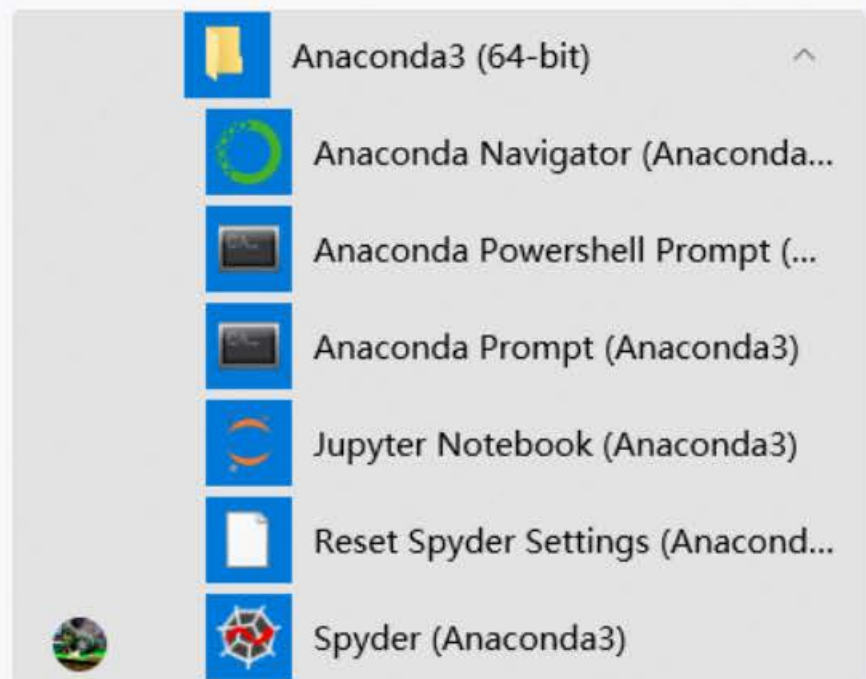 Anaconda3 (64-bit)
Anaconda Navigator (Anaconda...
Anaconda Powershell Prompt (...
Anaconda Prompt (Anaconda3)
Jupyter Notebook (Anaconda3)
Reset Spyder Settings (Anacond...
Spyder (Anaconda3)